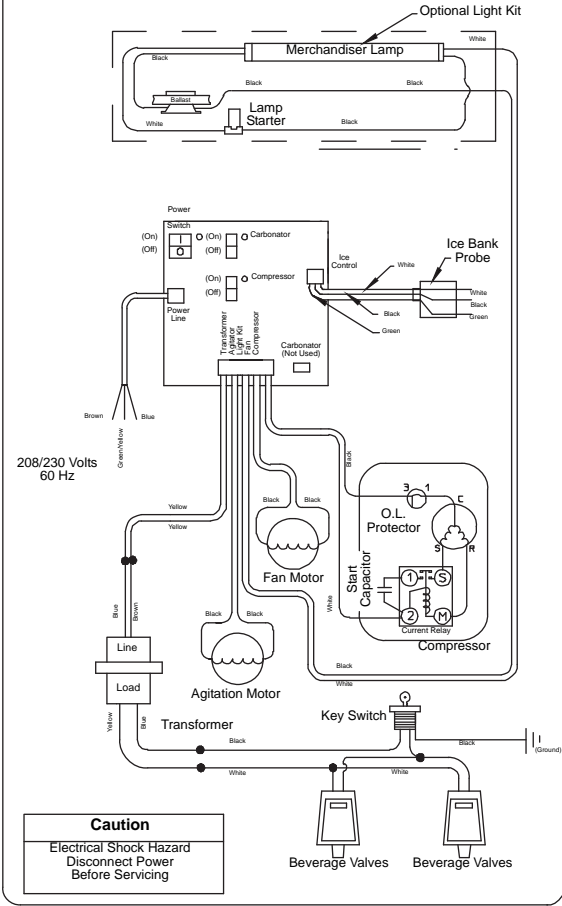 Optional Light Kit
White
Merchandiser Lamp
Black
Ballast
Black
Black
Lamp
Starter
White
Black
Power
Switch
(On)
(Off)
(On)
(Off)
Carbonator
(On)
(Off)
Compressor
Ice
Control
White
Ice Bank
Probe
White
Black
Green
Black
Green
Power
Line
Transformer
Agitator
Light Kit
Fan
Compressor
Carbonator
(Not Used)
Brown
Green/Yellow
Blue
208/230 Volts
60 Hz
Yellow
Yellow
Black
Black
Fan Motor
Black
3 1
O.L.
Protector
C
S R
Start
Capacitor
1
S
2
M
Current Relay
Compressor
White
Blue
Brown
Line
Load
Black
Black
Agitation Motor
Black
White
Yellow
Blue
Transformer
Key Switch
Black
Black
(Ground)
White
White
Beverage Valves
Beverage Valves
Caution
Electrical Shock Hazard
Disconnect Power
Before Servicing